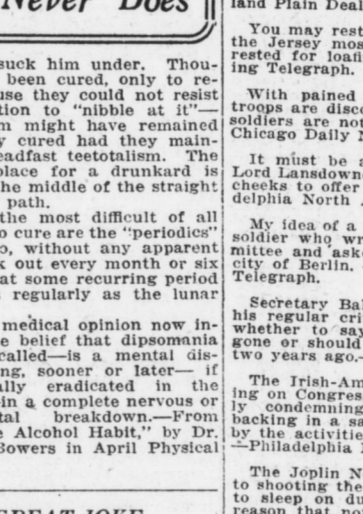 Never Does
suck him under. Thou-
been cured, only to re-
use they could not resist
tion to "nibble at it"—
m might have remained
y cured had they main-
eadfast teetotalism. The
place for a drunkard is
he middle of the straight
path.
the most difficult of all
o cure are the "periodics"
o, without any apparent
k out every month or six
at some recurring period
regularly as the lunar
medical opinion now in-
e belief that dipsomania
called—is a mental dis-
ng, sooner or later— if
ally eradicated in the
in a complete nervous or
tal breakdown.—From
e Alcohol Habit," by Dr.
Bowers in April Physical
GREAT JOKE
land Plain Deal
You may rest
the Jersey mos
rested for loafi
ing Telegraph.
With pained
troops are disco
soldiers are not
Chicago Daily N
It must be a
Lord Lansdown
cheeks to offer
delphia North A
My idea of a
soldier who wr
mittee and aske
city of Berlin.
Telegraph.
Secretary Ba
his regular cri
whether to say
gone or should
two years ago.—
The Irish-Am
ing on Congres
ly condemning
backing in a sa
by the activitie
—Philadelphia
The Joplin N
to shooting the
to sleep on du
reason that not